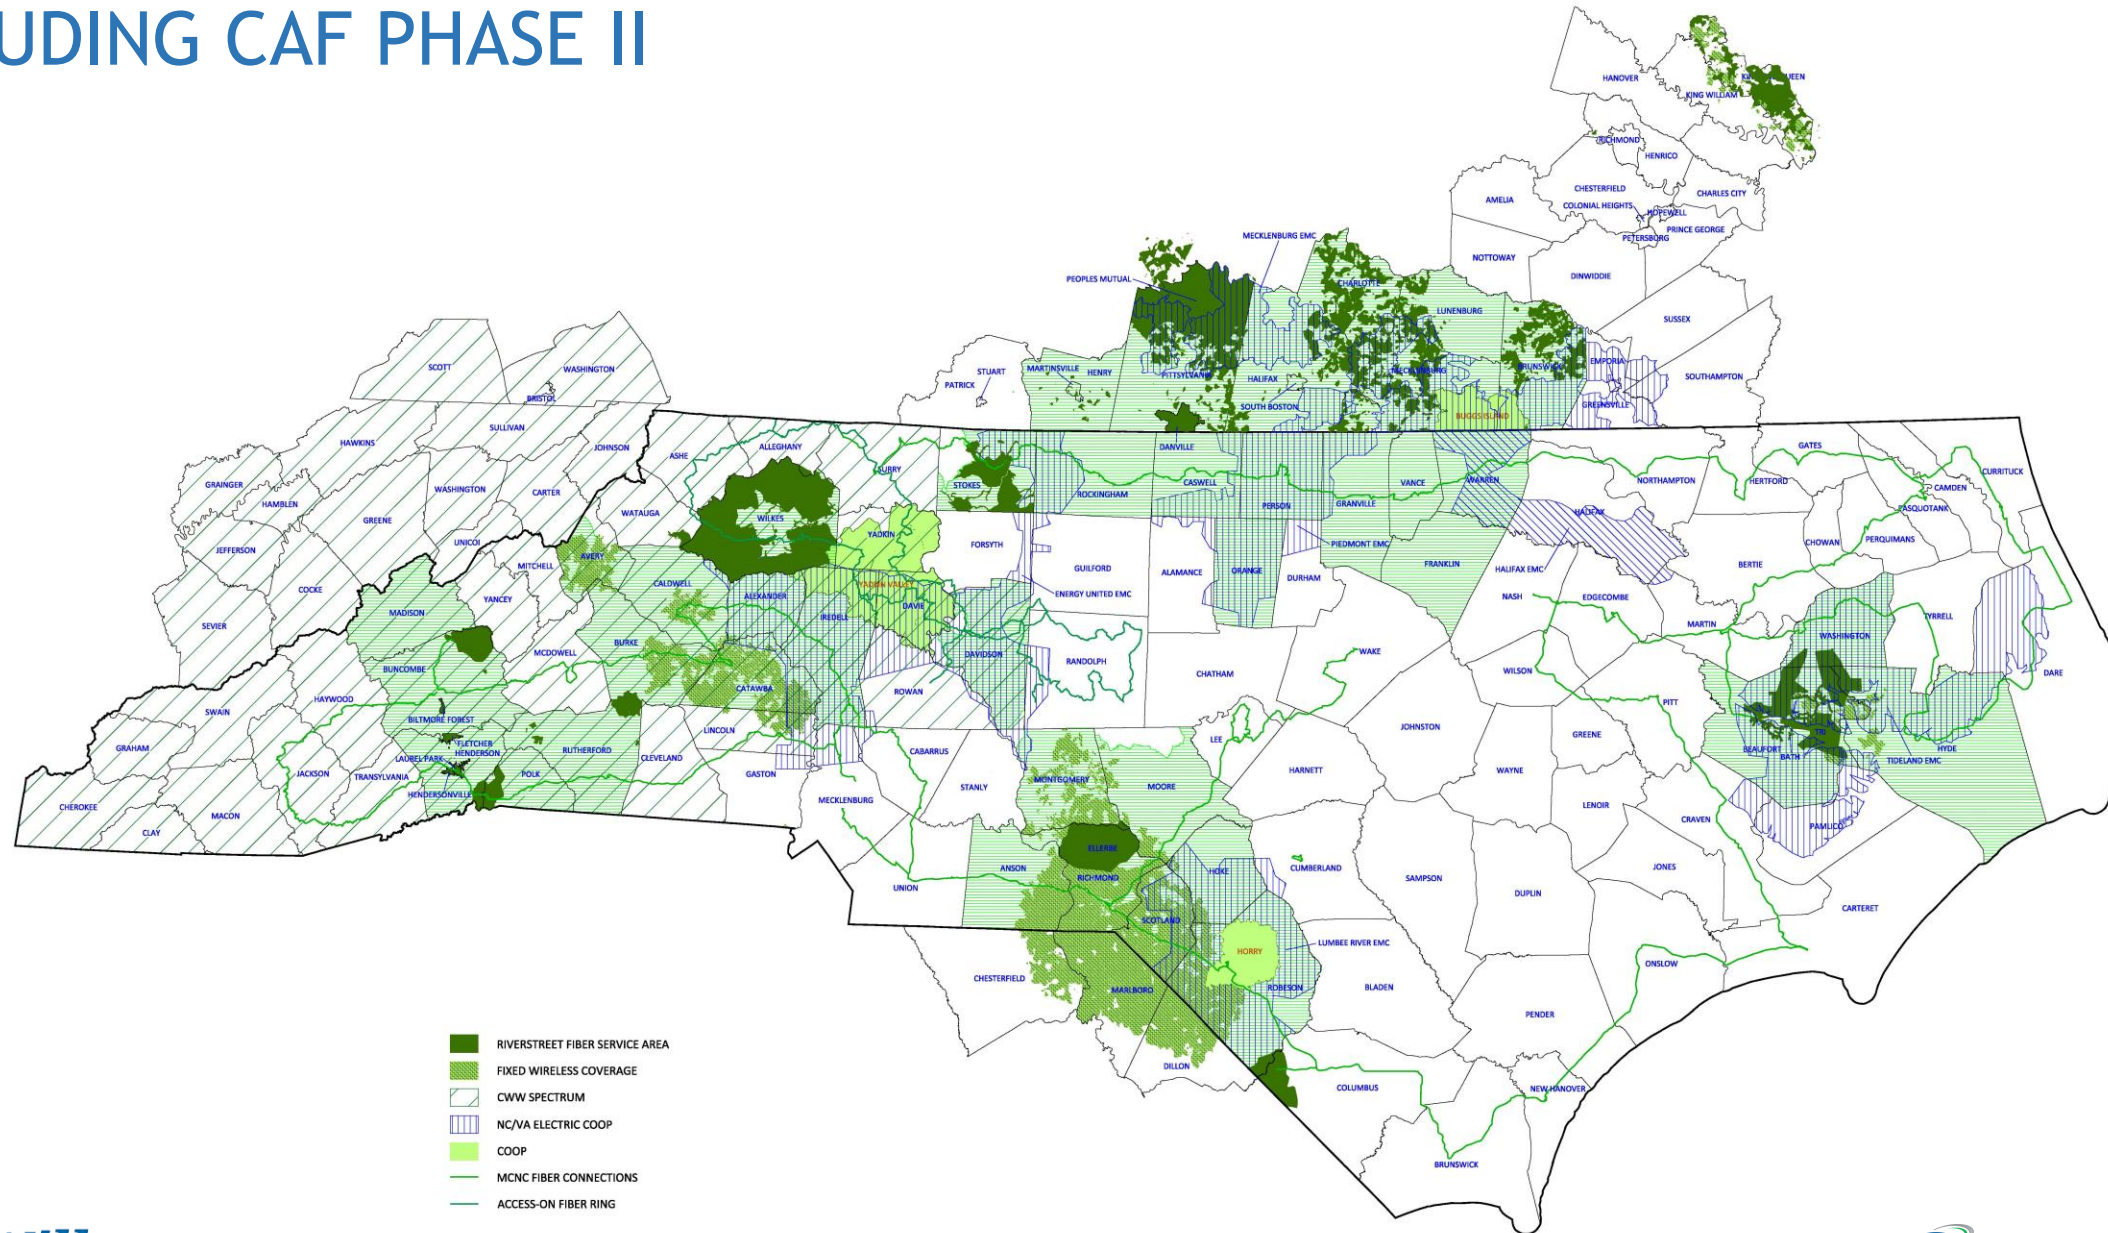 UDING CAF PHASE II
HANOVER
KING WILLIAM
RICHMOND
HENRICO
CHESTERFIELD
CHARLES CITY
COLONIAL HEIGHTS
HOPEWELL
PRINCE GEORGE
PETERSBURG
AMELIA
NOTTOWAY
DINWIDDIE
SUSSEX
SOUTHAMPTON
MECKLENBURG EMC
PEOPLES MUTUAL
CHARLOTTE
LUNENBURG
EMPORIA
BRUNSWICK
GREENSVILLE
MECKLENBURG
BUGGS ISLAND
PITTSYLVANIA
HALIFAX
SOUTH BOSTON
MARTINSVILLE
HENRY
STUART
PATRICK
SCOTT
WASHINGTON
BRISTOL
SULLIVAN
HAWKINS
JOHNSON
GRAINGER
HAMBLEN
WASHINGTON
CARTER
GREENE
UNICOI
JEFFERSON
COCKE
SEVIER
ASHE
ALLEGHANY
SURRY
STOKES
ROCKINGHAM
DANVILLE
CASWELL
PERSON
GRANVILLE
VANCE
WARREN
NORTHAMPTON
HERTFORD
GATES
CURRITUCK
CAMDEN
PASQUOTANK
PERQUIMANS
CHOWAN
BERTIE
HALIFAX
HALIFAX EMC
WATAUGA
WILKES
YADKIN
FORSYTH
GUILFORD
ALAMANCE
ORANGE
DURHAM
PIEDMONT EMC
FRANKLIN
NASH
EDGECOMBE
MARTIN
WASHINGTON
TYRRELL
DARE
AVERY
MITCHELL
YANCEY
MADISON
CALDWELL
ALEXANDER
IREDELL
YADKIN VALLEY
DAVIE
ENERGY UNITED EMC
DAVIDSON
RANDOLPH
CHATHAM
WAKE
WILSON
PITT
BURKE
MCDOWELL
BUNCOMBE
HAYWOOD
SWAIN
GRAHAM
CATAWBA
ROWAN
LINCOLN
BILTMORE FOREST
FLETCHER
HENDERSON
LAUREL PARK
HENDERSONVILLE
RUTHERFORD
POLK
CLEVELAND
GASTON
CABARRUS
STANLY
MONTGOMERY
MOORE
LEE
HARNETT
JOHNSTON
WAYNE
GREENE
LENOIR
CRAVEN
BEAUFORT
BATH
TRI
HYDE
TIDELAND EMC
PAMLICO
JACKSON
TRANSYLVANIA
MACON
CHEROKEE
CLAY
MECKLENBURG
UNION
ANSON
ELLERBE
RICHMOND
HOKE
CUMBERLAND
SAMPSON
DUPLIN
JONES
CARTERET
SCOTLAND
HORRY
LUMBEE RIVER EMC
ROBESON
BLADEN
ONSLOW
PENDER
CHESTERFIELD
MARLBORO
DILLON
COLUMBUS
NEW HANOVER
BRUNSWICK
RIVERSTREET FIBER SERVICE AREA
FIXED WIRELESS COVERAGE
CWW SPECTRUM
NC/VA ELECTRIC COOP
COOP
MCNC FIBER CONNECTIONS
ACCESS-ON FIBER RING